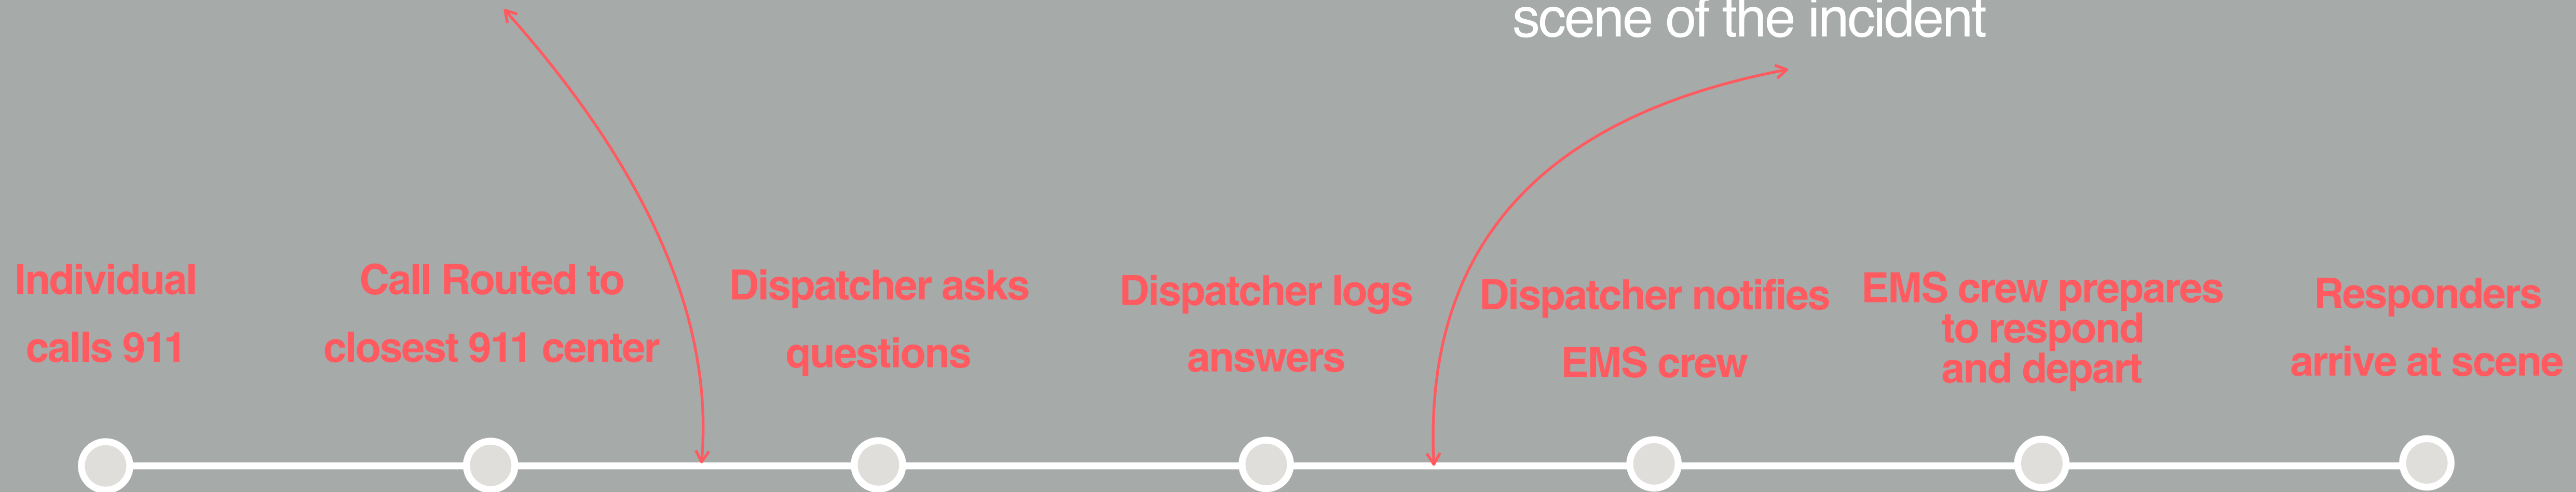 scene of the incident
Individual
calls 911
Call Routed to
closest 911 center
Dispatcher asks
questions
Dispatcher logs
answers
Dispatcher notifies
EMS crew
EMS crew prepares
to respond
and depart
Responders
arrive at scene